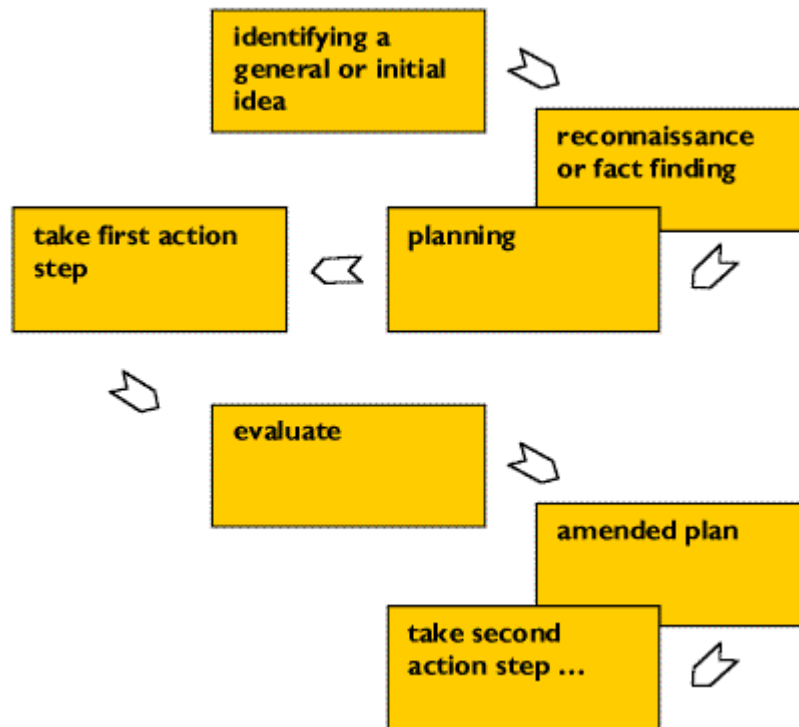 identifying a
general or initial
idea
reconnaissance
or fact finding
planning
take first action
step
evaluate
amended plan
take second
action step ...